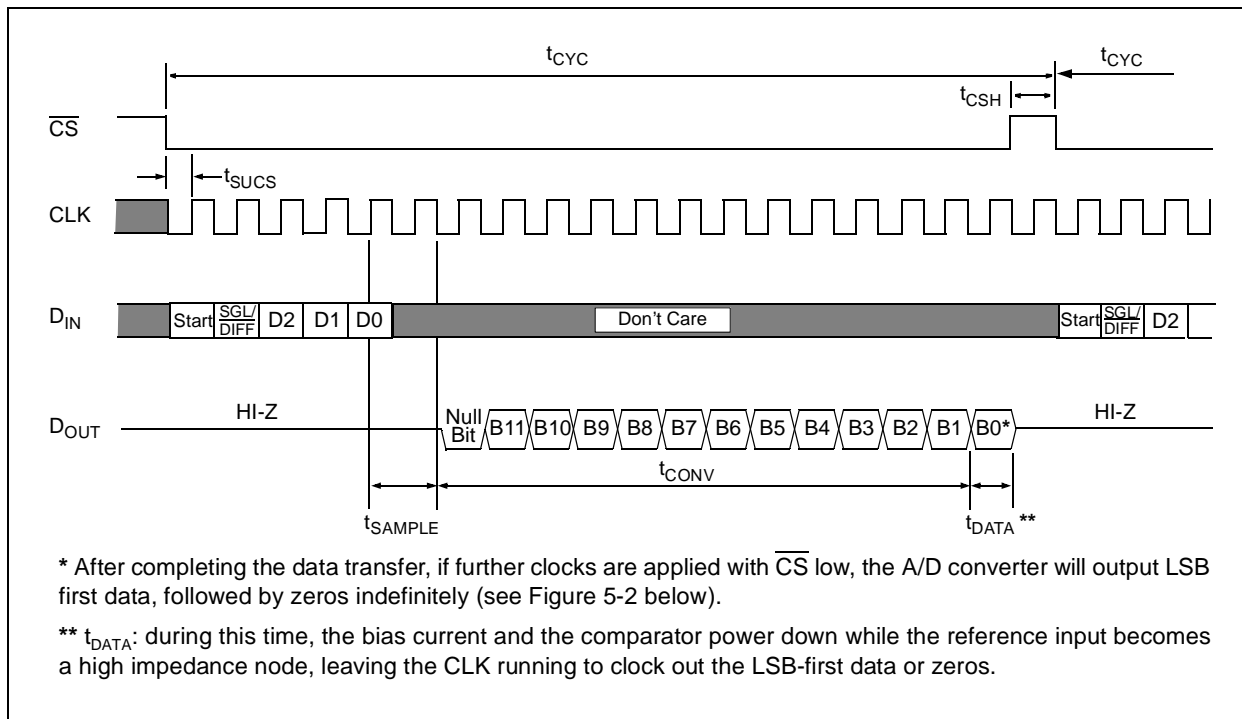 tCYC
tCYC
tCSH
CS
tSUCS
CLK
DIN
Start
SGL/
DIFF
D2
D1
D0
Don't Care
Start
SGL/
DIFF
D2
DOUT
HI-Z
Null
Bit
B11
B10
B9
B8
B7
B6
B5
B4
B3
B2
B1
B0*
HI-Z
tCONV
tSAMPLE
tDATA **
* After completing the data transfer, if further clocks are applied with CS low, the A/D converter will output LSB
first data, followed by zeros indefinitely (see Figure 5-2 below).
** tDATA: during this time, the bias current and the comparator power down while the reference input becomes
a high impedance node, leaving the CLK running to clock out the LSB-first data or zeros.